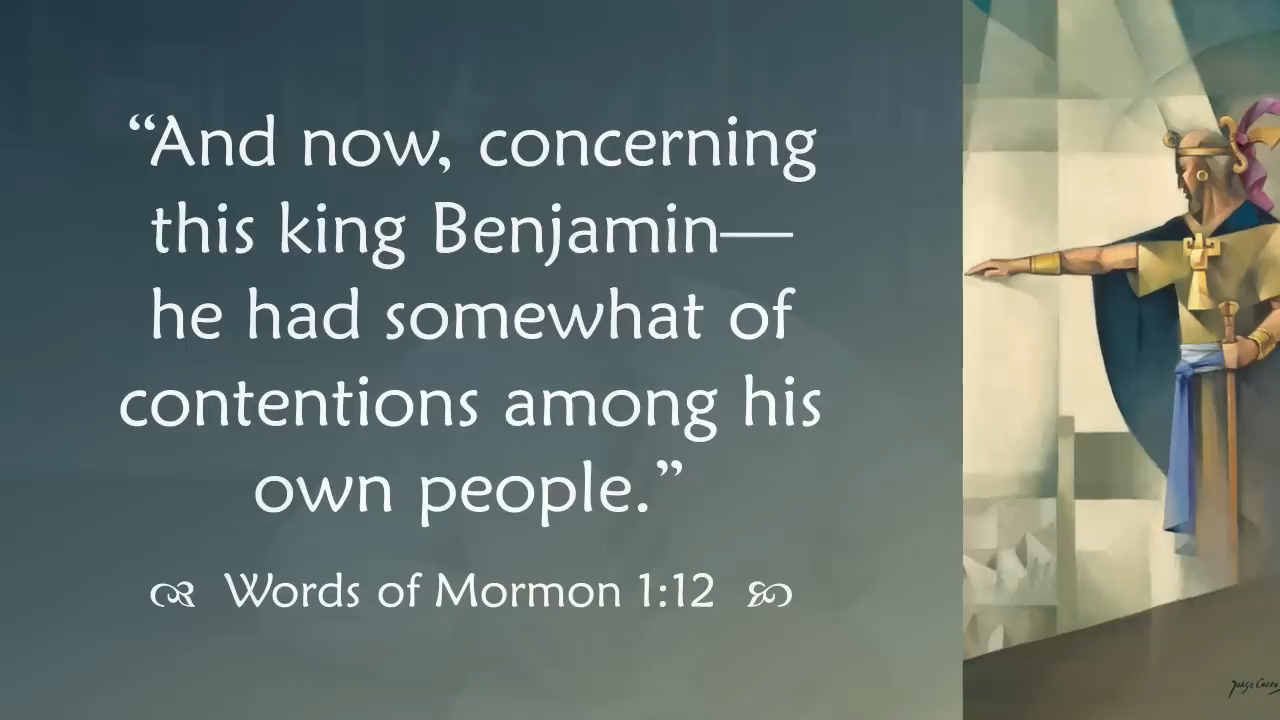 “And now, concerning
this king Benjamin—
he had somewhat of
contentions among his
own people.”
Words of Mormon 1:12